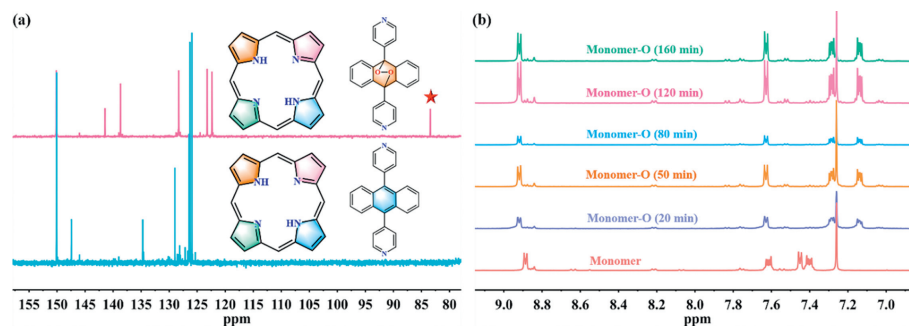 (a)
N
NH
N
N
HN
O
O
N
N
NH
N
N
HN
N
155 150 145 140 135 130 125 120 115 110 105 100 95 90 85 80
ppm
(b)
Monomer-O (160 min)
Monomer-O (120 min)
Monomer-O (80 min)
Monomer-O (50 min)
Monomer-O (20 min)
Monomer
9.0 8.8 8.6 8.4 8.2 8.0 7.8 7.6 7.4 7.2 7.0
ppm